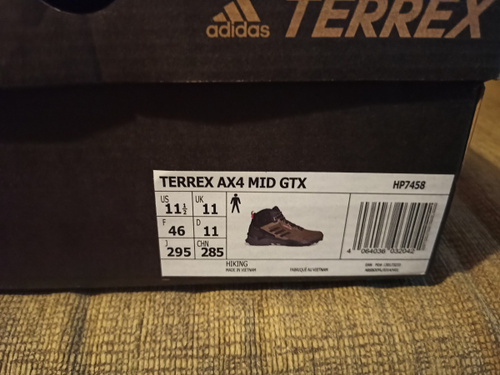 adidas TERREX
TERREX AX4 MID GTX HP7458
US 11½ UK 11
F 46 D 11
J 295 CHN 285
HIKING
MADE IN VIETNAM FABRIQUÉ AU VIETNAM
4 064036 032042